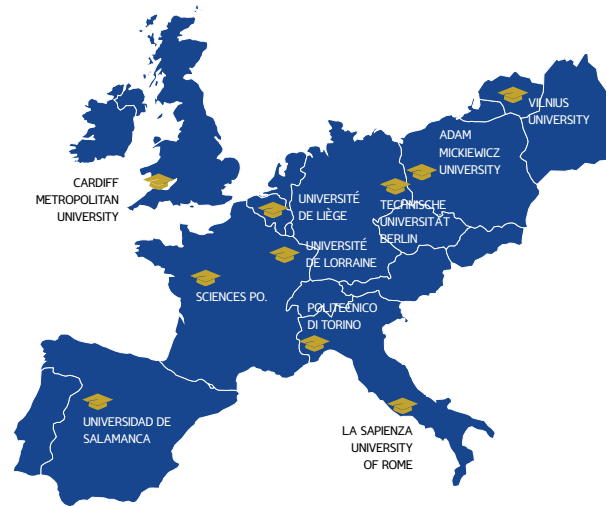 VILNIUS
UNIVERSITY
ADAM
MICKIEWICZ
UNIVERSITY
CARDIFF
METROPOLITAN
UNIVERSITY
UNIVERSITÉ
DE LIÈGE
TECHNISCHE
UNIVERSITÄT
BERLIN
UNIVERSITÉ
DE LORRAINE
SCIENCES PO.
POLITECNICO
DI TORINO
UNIVERSIDAD DE
SALAMANCA
LA SAPIENZA
UNIVERSITY
OF ROME